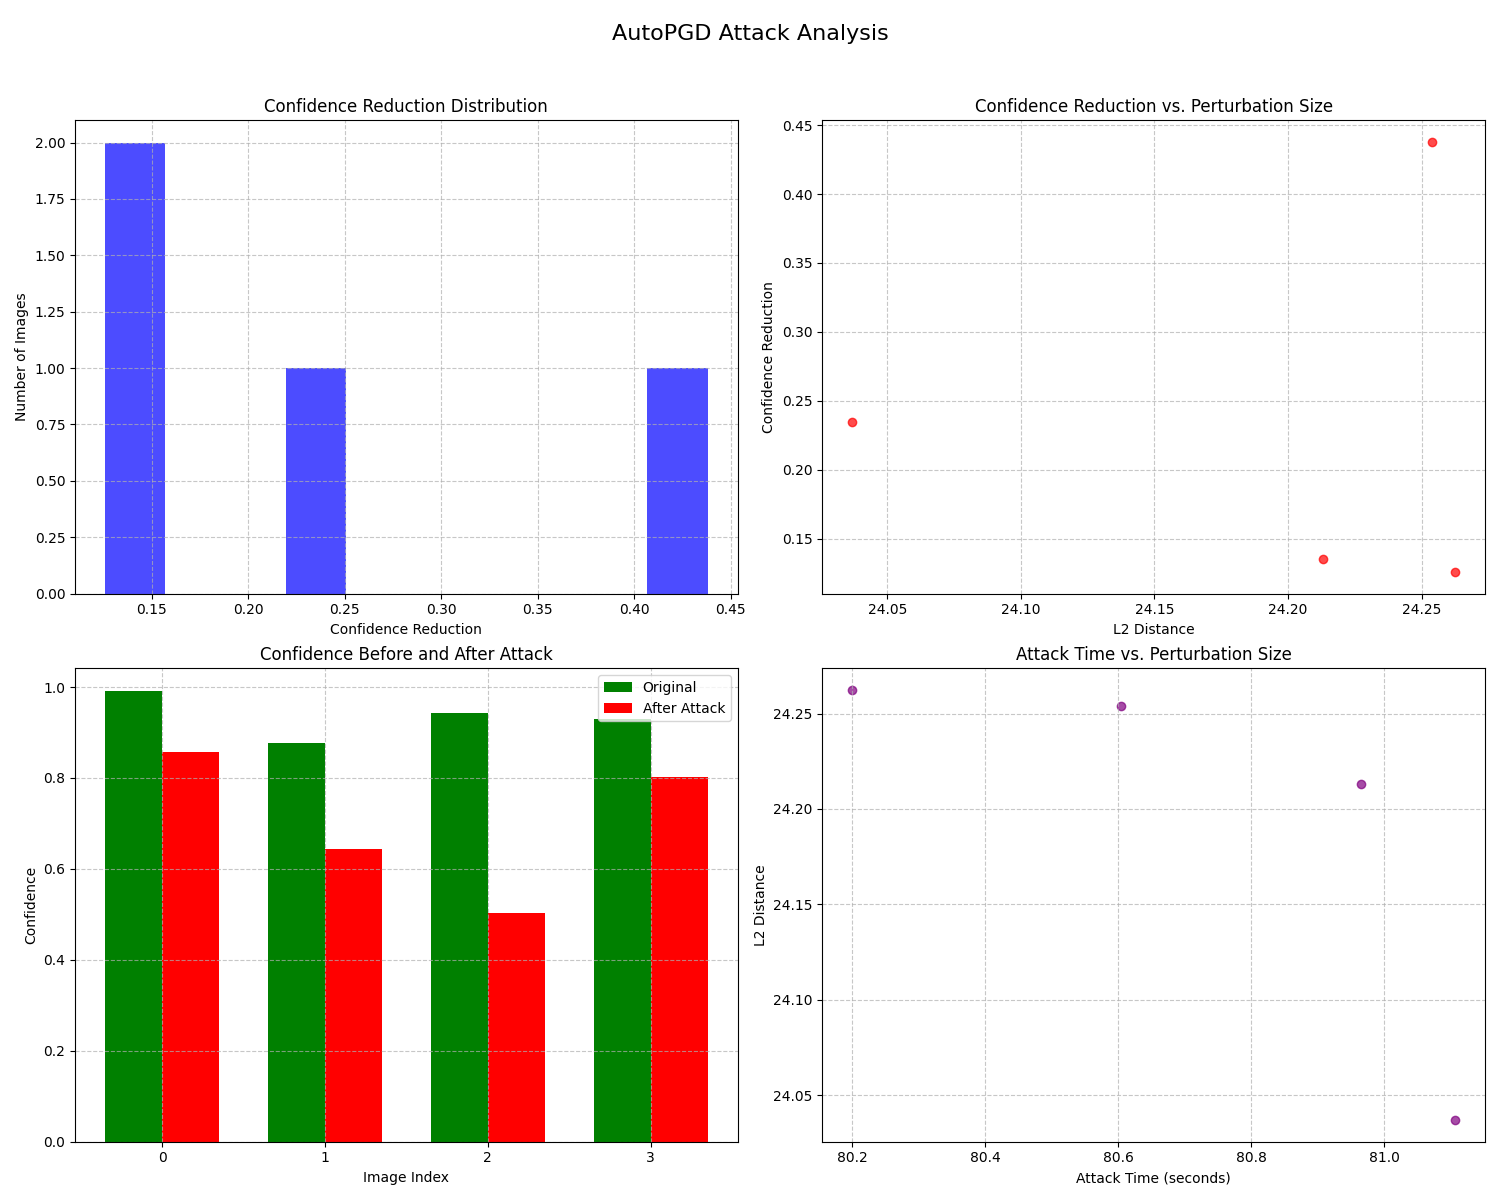 AutoPGD Attack Analysis
Confidence Reduction Distribution
2.00
1.75
1.50
1.25
1.00
0.75
0.50
0.25
0.00
Number of Images
0.15 0.20 0.25 0.30 0.35 0.40 0.45
Confidence Reduction
Confidence Reduction vs. Perturbation Size
0.45
0.40
0.35
0.30
0.25
0.20
0.15
Confidence Reduction
24.05 24.10 24.15 24.20 24.25
L2 Distance
Confidence Before and After Attack
Original
After Attack
1.0
0.8
0.6
0.4
0.2
0.0
Confidence
0 1 2 3
Image Index
Attack Time vs. Perturbation Size
24.25
24.20
24.15
24.10
24.05
L2 Distance
80.2 80.4 80.6 80.8 81.0
Attack Time (seconds)